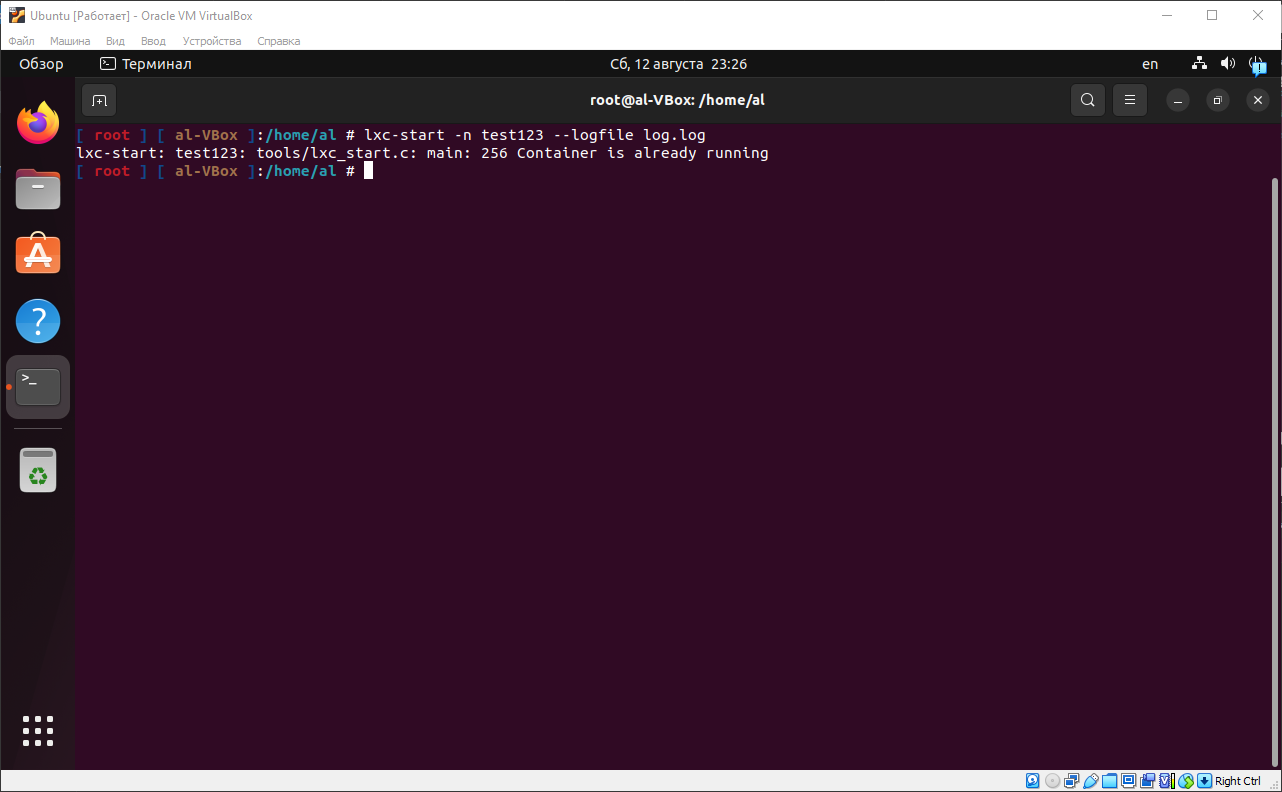 Ubuntu [Работает] - Oracle VM VirtualBox
Файл Машина Вид Ввод Устройства Справка
Обзор Терминал Сб, 12 августа 23:26 en
root@al-VBox: /home/al
[ root ] [ al-VBox ]:/home/al # lxc-start -n test123 --logfile log.log
lxc-start: test123: tools/lxc_start.c: main: 256 Container is already running
[ root ] [ al-VBox ]:/home/al #
Right Ctrl